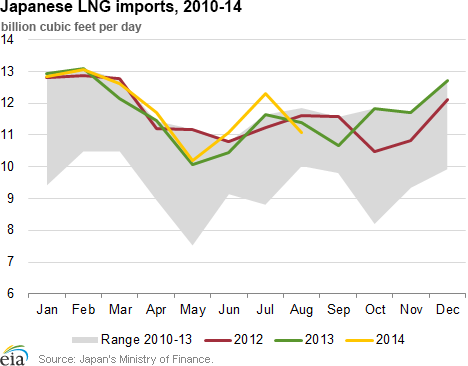 Japanese LNG imports, 2010-14
billion cubic feet per day
14
13
12
11
10
9
8
7
6
Jan Feb Mar Apr May Jun Jul Aug Sep Oct Nov Dec
Range 2010-13 2012 2013 2014
eia Source: Japan's Ministry of Finance.